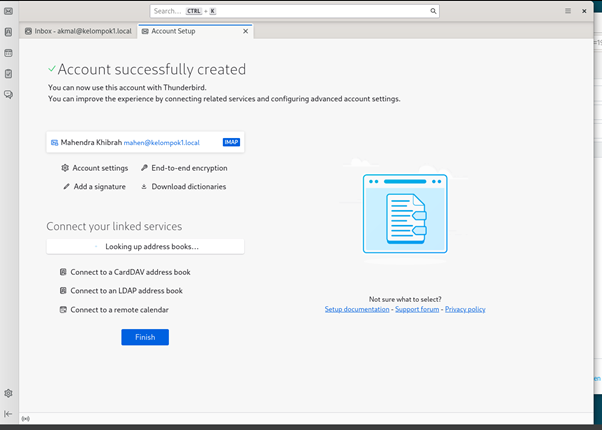 Search... CTRL + K
Inbox - akmal@kelompok1.local
Account Setup
Account successfully created
You can now use this account with Thunderbird.
You can improve the experience by connecting related services and configuring advanced account settings.
Mahendra Khibrah mahen@kelompok1.local IMAP
Account settings
End-to-end encryption
Add a signature
Download dictionaries
Connect your linked services
Looking up address books...
Connect to a CardDAV address book
Connect to an LDAP address book
Connect to a remote calendar
Finish
Not sure what to select?
Setup documentation - Support forum - Privacy policy